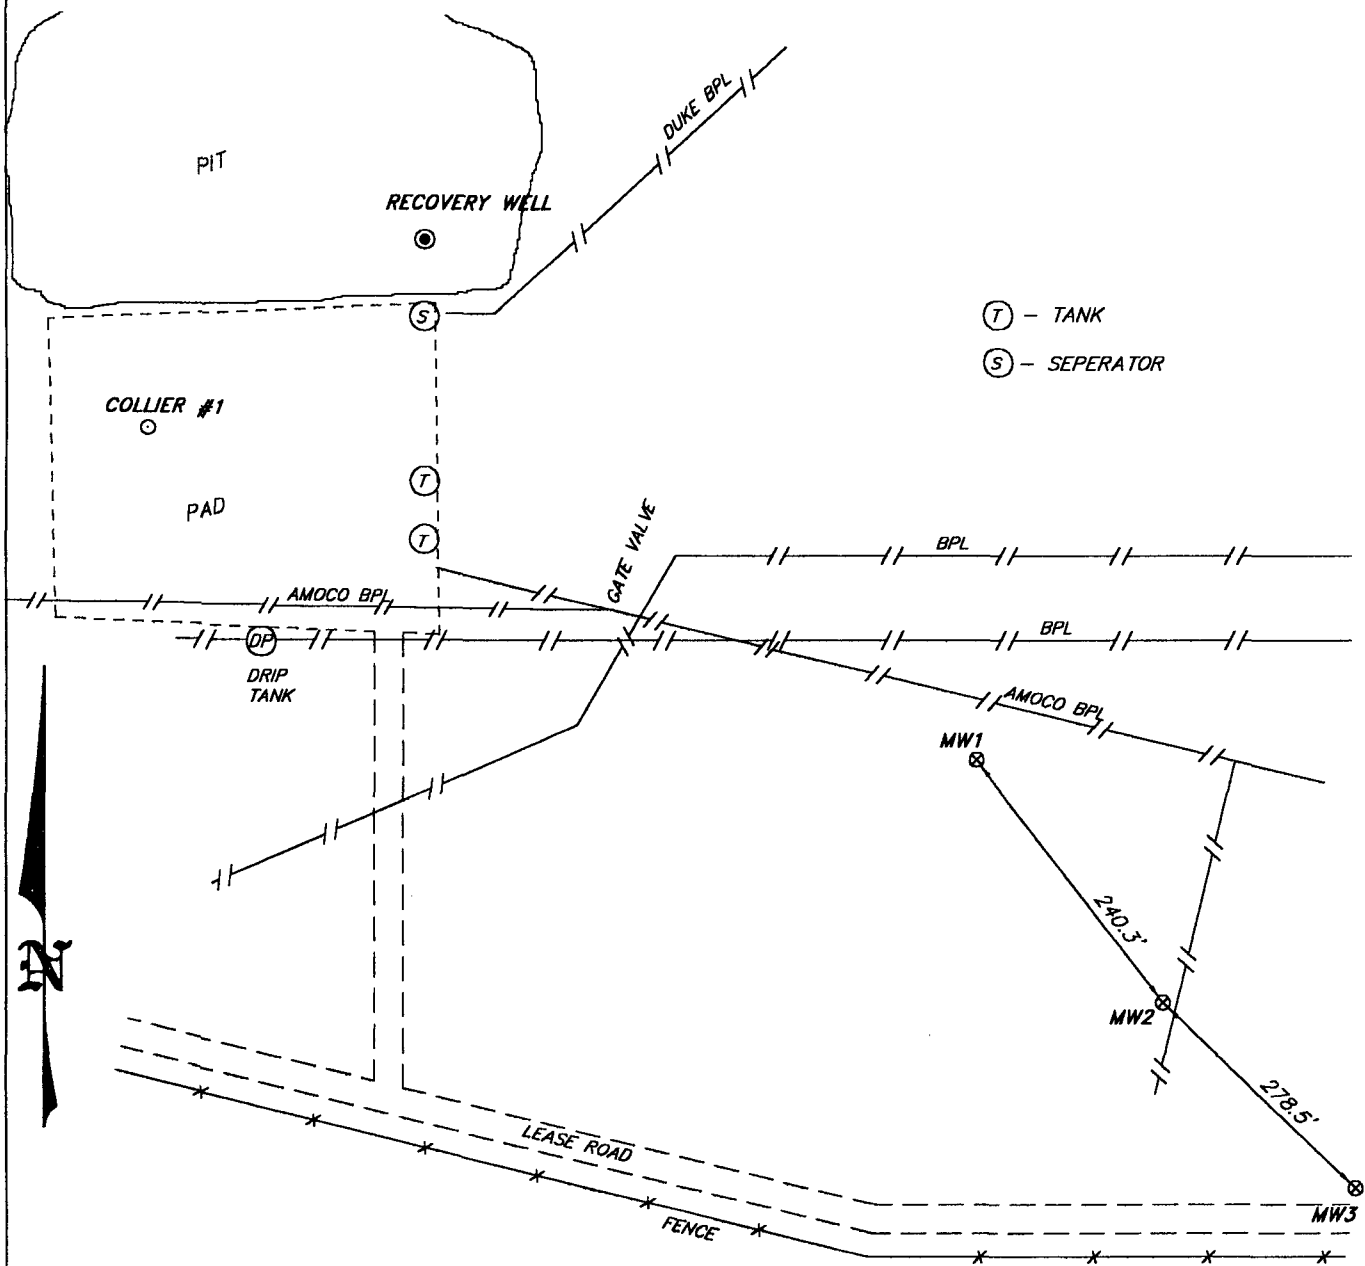 DUKE BPL
PIT
RECOVERY WELL
S
T – TANK
S – SEPERATOR
COLLIER #1
T
PAD
T
GATE VALVE
BPL
AMOCO BPL
BPL
DP
DRIP
TANK
AMOCO BPL
MW1
240.3'
N
MW2
278.5'
LEASE ROAD
MW3
FENCE